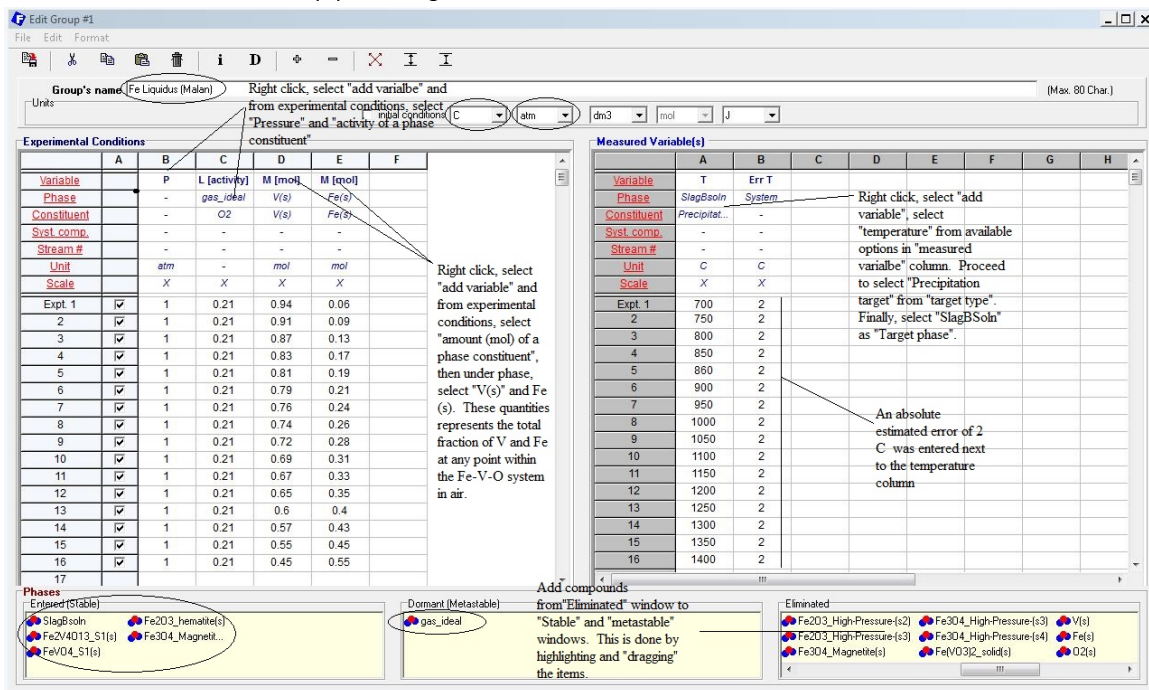 Edit Group #1
File Edit Format
i D + −
Group's name Fe Liquidus (Malan) (Max. 80 Char.)
Units
initial conditions C atm dm3 mol J
Right click, select "add varialbe" and
from experimental conditions, select
"Pressure" and "activity of a phase
constituent"
Experimental Conditions
A B C D E F
Variable P L [activity] M [mol] M [mol]
Phase - gas_ideal V(s) Fe(s)
Constituent - O2 V(s) Fe(s)
Syst. comp. - - - -
Stream # - - - -
Unit atm - mol mol
Scale X X X X
Expt. 1 1 0.21 0.94 0.06
2 1 0.21 0.91 0.09
3 1 0.21 0.87 0.13
4 1 0.21 0.83 0.17
5 1 0.21 0.81 0.19
6 1 0.21 0.79 0.21
7 1 0.21 0.76 0.24
8 1 0.21 0.74 0.26
9 1 0.21 0.72 0.28
10 1 0.21 0.69 0.31
11 1 0.21 0.67 0.33
12 1 0.21 0.65 0.35
13 1 0.21 0.6 0.4
14 1 0.21 0.57 0.43
15 1 0.21 0.55 0.45
16 1 0.21 0.45 0.55
17
Right click, select
"add variable" and
from experimental
conditions, select
"amount (mol) of a
phase constituent",
then under phase,
select "V(s)" and Fe
(s). These quantities
represents the total
fraction of V and Fe
at any point within
the Fe-V-O system
in air.
Measured Variable(s)
A B C D E F G H
Variable T Err T
Phase SlagBsoln System
Constituent Precipitat... -
Syst. comp. - -
Stream # - -
Unit C C
Scale X X
Expt. 1 700 2
2 750 2
3 800 2
4 850 2
5 860 2
6 900 2
7 950 2
8 1000 2
9 1050 2
10 1100 2
11 1150 2
12 1200 2
13 1250 2
14 1300 2
15 1350 2
16 1400 2
Right click, select "add
variable", select
"temperature" from available
options in "measured
varialbe" column. Proceed
to select "Precipitation
target" from "target type".
Finally, select "SlagBSoln"
as "Target phase".
An absolute
estimated error of 2
C was entered next
to the temperature
column
Phases
Entered (Stable)
SlagBsoln Fe2O3_hematite(s)
Fe2V4O13_S1(s) Fe3O4_Magnetit...
FeVO4_S1(s)
Dormant (Metastable)
gas_ideal
Add compounds
from"Eliminated" window to
"Stable" and "metastable"
windows. This is done by
highlighting and "dragging"
the items.
Eliminated
Fe2O3_High-Pressure-(s2) Fe3O4_High-Pressure-(s3) V(s)
Fe2O3_High-Pressure-(s3) Fe3O4_High-Pressure-(s4) Fe(s)
Fe3O4_Magnetite(s) Fe(VO3)2_solid(s) O2(s)